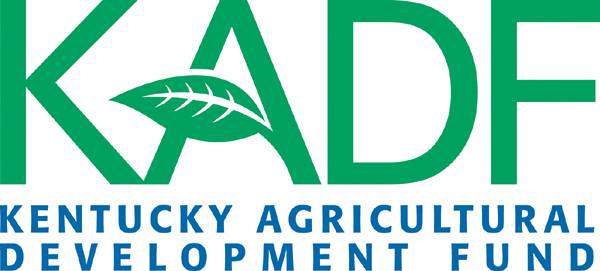 KADF
KENTUCKY AGRICULTURAL
DEVELOPMENT FUND